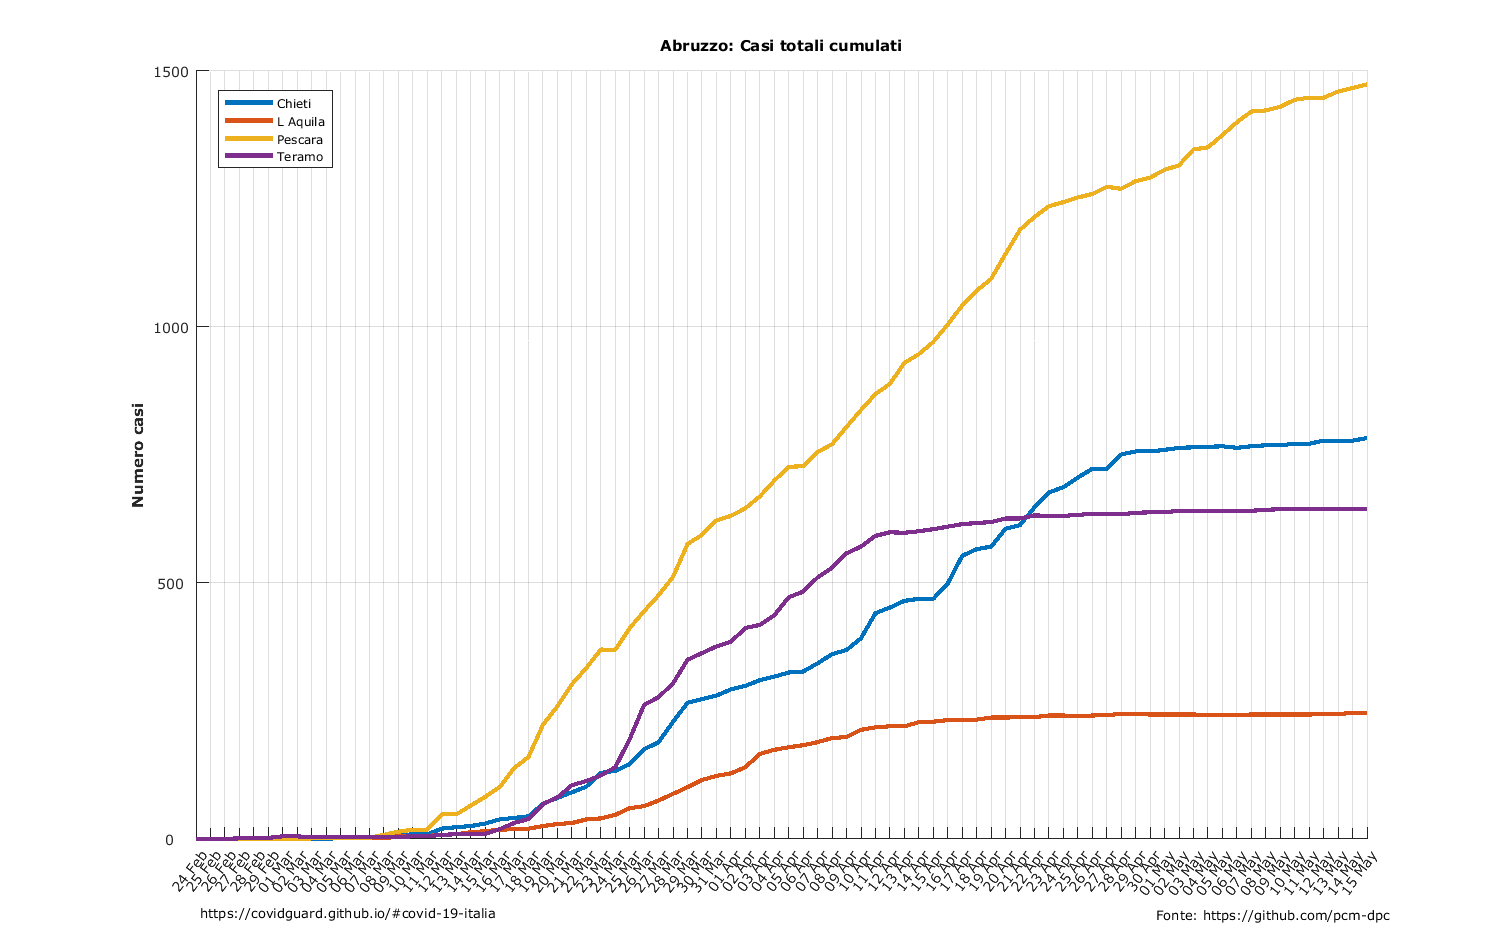 Abruzzo: Casi totali cumulati
1500
1000
500
0
Numero casi
Chieti
L Aquila
Pescara
Teramo
24 Feb
25 Feb
26 Feb
27 Feb
28 Feb
29 Feb
01 Mar
02 Mar
03 Mar
04 Mar
05 Mar
06 Mar
07 Mar
08 Mar
09 Mar
10 Mar
11 Mar
12 Mar
13 Mar
14 Mar
15 Mar
16 Mar
17 Mar
18 Mar
19 Mar
20 Mar
21 Mar
22 Mar
23 Mar
24 Mar
25 Mar
26 Mar
27 Mar
28 Mar
29 Mar
30 Mar
31 Mar
01 Apr
02 Apr
03 Apr
04 Apr
05 Apr
06 Apr
07 Apr
08 Apr
09 Apr
10 Apr
11 Apr
12 Apr
13 Apr
14 Apr
15 Apr
16 Apr
17 Apr
18 Apr
19 Apr
20 Apr
21 Apr
22 Apr
23 Apr
24 Apr
25 Apr
26 Apr
27 Apr
28 Apr
29 Apr
30 Apr
01 May
02 May
03 May
04 May
05 May
06 May
07 May
08 May
09 May
10 May
11 May
12 May
13 May
14 May
15 May
https://covidguard.github.io/#covid-19-italia
Fonte: https://github.com/pcm-dpc